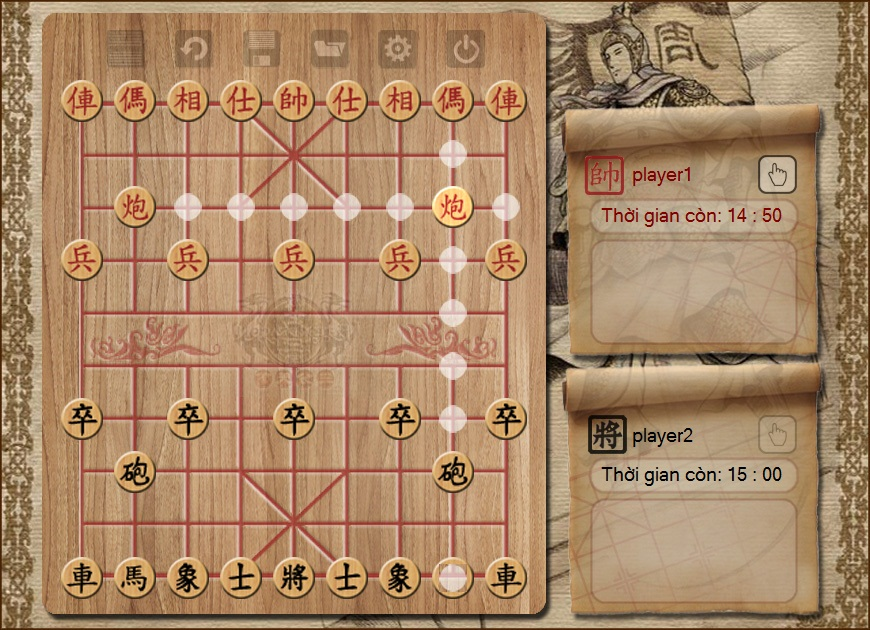 俥 傌 相 仕 帥 仕 相 傌 俥
炮 炮
兵 兵 兵 兵 兵
卒 卒 卒 卒 卒
砲 砲
車 馬 象 士 將 士 象 車
帥 player1
Thời gian còn: 14 : 50
將 player2
Thời gian còn: 15 : 00